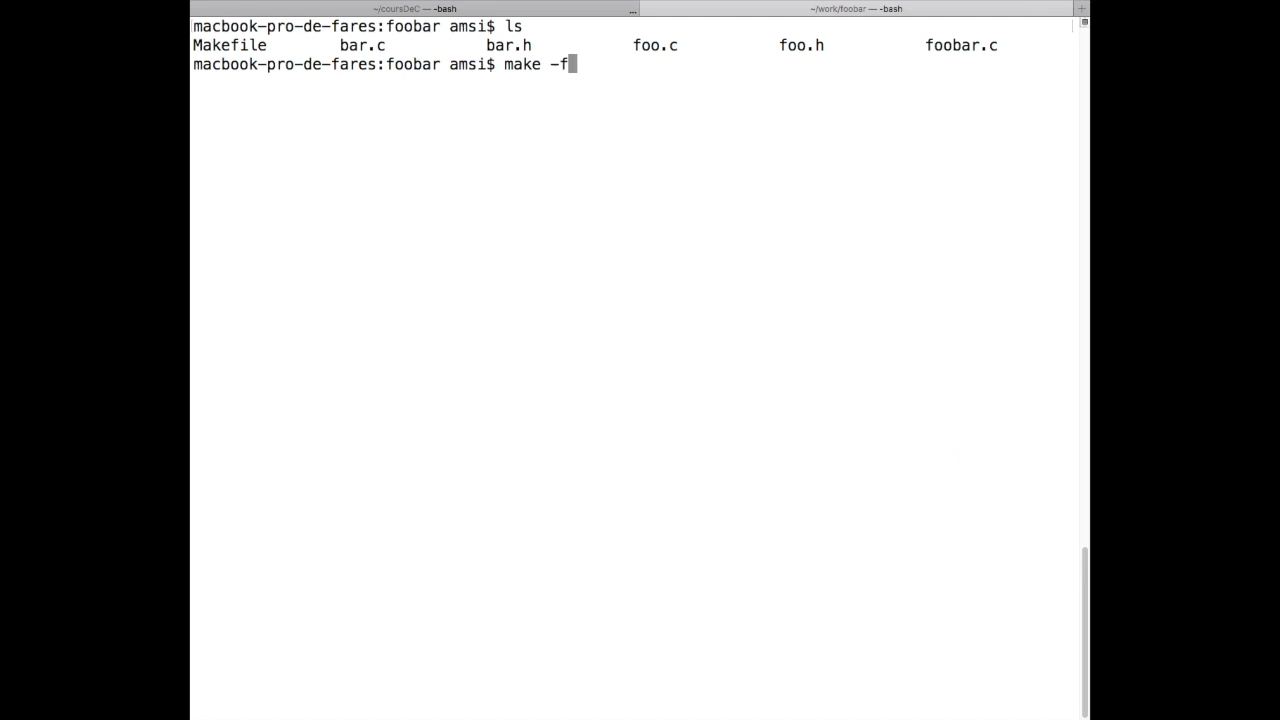 ~/coursDeC — -bash
... ~/work/foobar — -bash +
macbook-pro-de-fares:foobar amsi$ ls
Makefile bar.c bar.h foo.c foo.h foobar.c
macbook-pro-de-fares:foobar amsi$ make -f